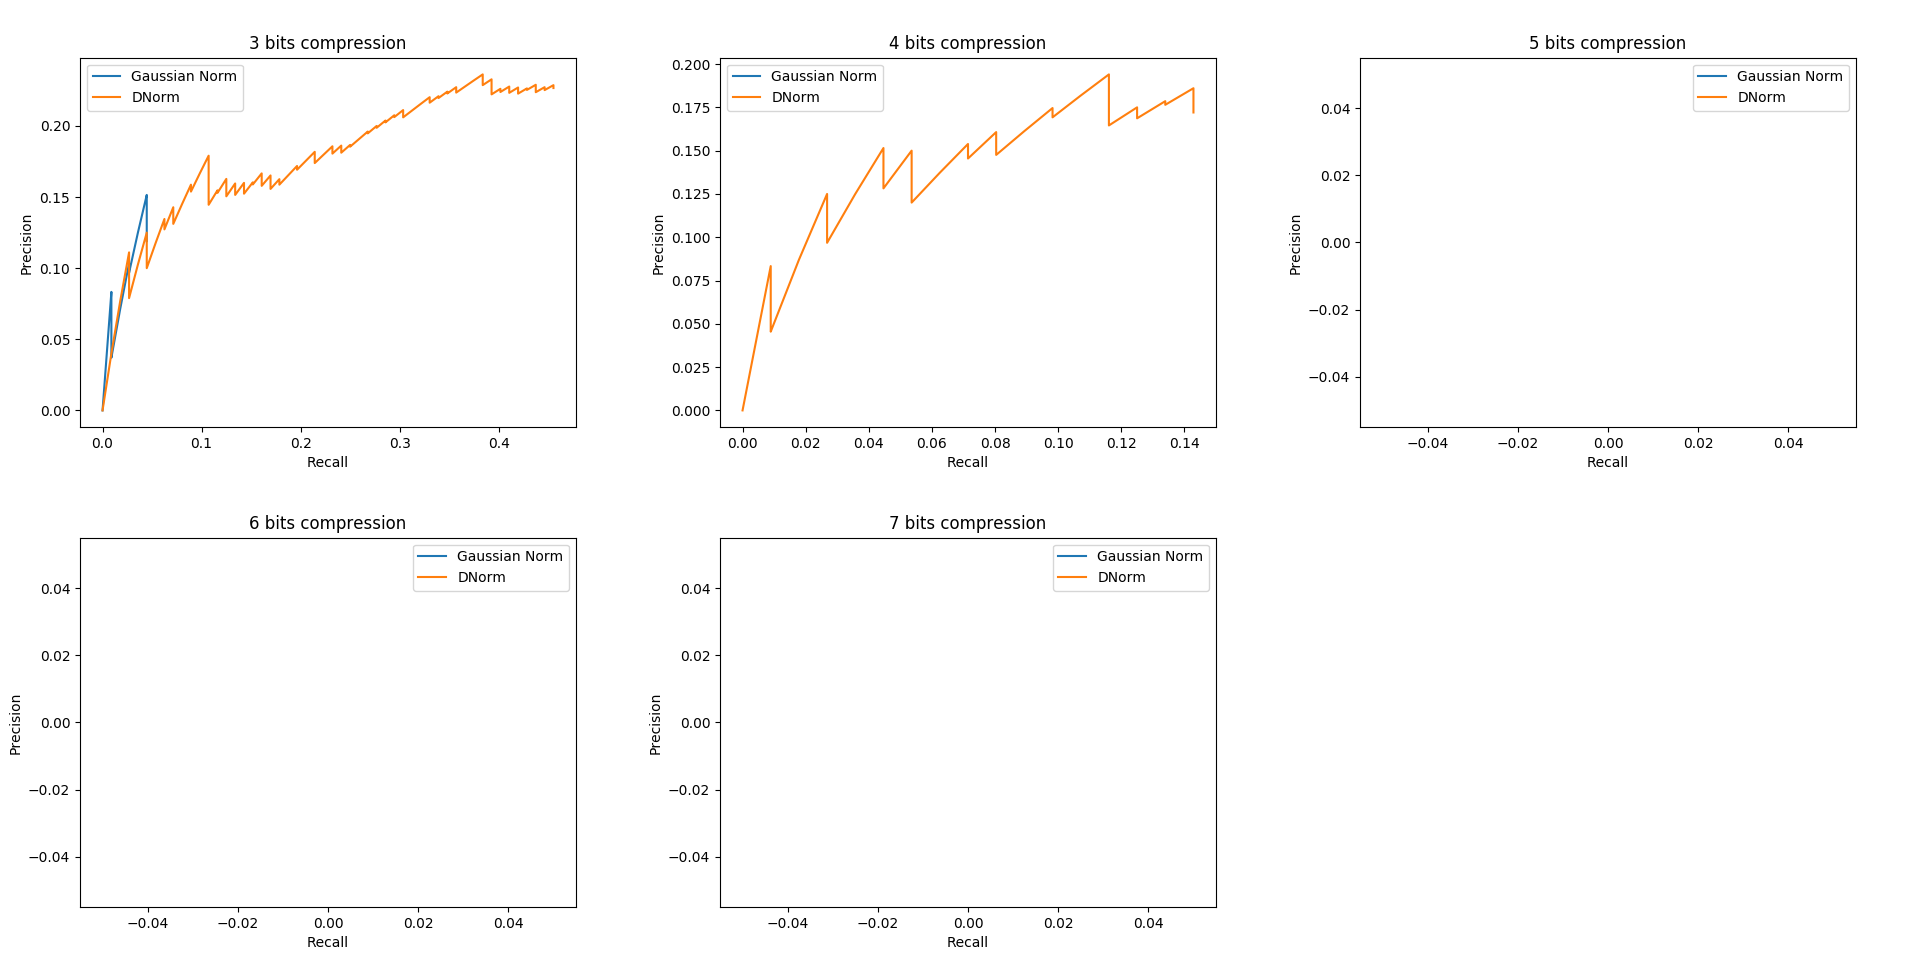 3 bits compression
Gaussian Norm
DNorm
0.20
0.15
0.10
0.05
0.00
Precision
0.0 0.1 0.2 0.3 0.4
Recall
4 bits compression
Gaussian Norm
DNorm
0.200
0.175
0.150
0.125
0.100
0.075
0.050
0.025
0.000
Precision
0.00 0.02 0.04 0.06 0.08 0.10 0.12 0.14
Recall
5 bits compression
Gaussian Norm
DNorm
0.04
0.02
0.00
−0.02
−0.04
Precision
−0.04 −0.02 0.00 0.02 0.04
Recall
6 bits compression
Gaussian Norm
DNorm
0.04
0.02
0.00
−0.02
−0.04
Precision
−0.04 −0.02 0.00 0.02 0.04
Recall
7 bits compression
Gaussian Norm
DNorm
0.04
0.02
0.00
−0.02
−0.04
Precision
−0.04 −0.02 0.00 0.02 0.04
Recall